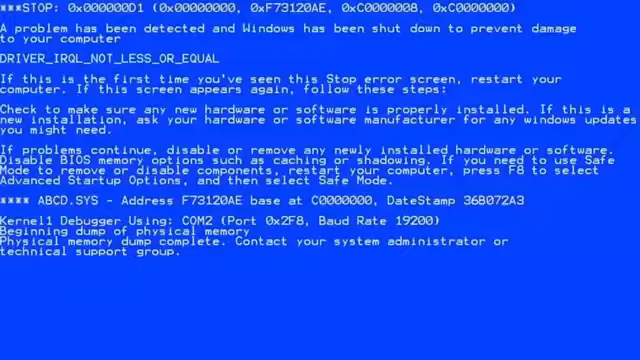 ***STOP: 0x000000D1 (0x00000000, 0xF73120AE, 0xC0000008, 0xC0000000)
A problem has been detected and Windows has been shut down to prevent damage
to your computer
DRIVER_IRQL_NOT_LESS_OR_EQUAL
If this is the first time you've seen this Stop error screen, restart your
computer. If this screen appears again, follow these steps:
Check to make sure any new hardware or software is properly installed. If this is a
new installation, ask your hardware or software manufacturer for any windows updates
you might need.
If problems continue, disable or remove any newly installed hardware or software.
Disable BIOS memory options such as caching or shadowing. If you need to use Safe
Mode to remove or disable components, restart your computer, press F8 to select
Advanced Startup Options, and then select Safe Mode.
**** ABCD.SYS - Address F73120AE base at C0000000, DateStamp 36B072A3
Kernel1 Debugger Using: COM2 (Port 0x2F8, Baud Rate 19200)
Beginning dump of physical memory
Physical memory dump complete. Contact your system administrator or
technical support group.